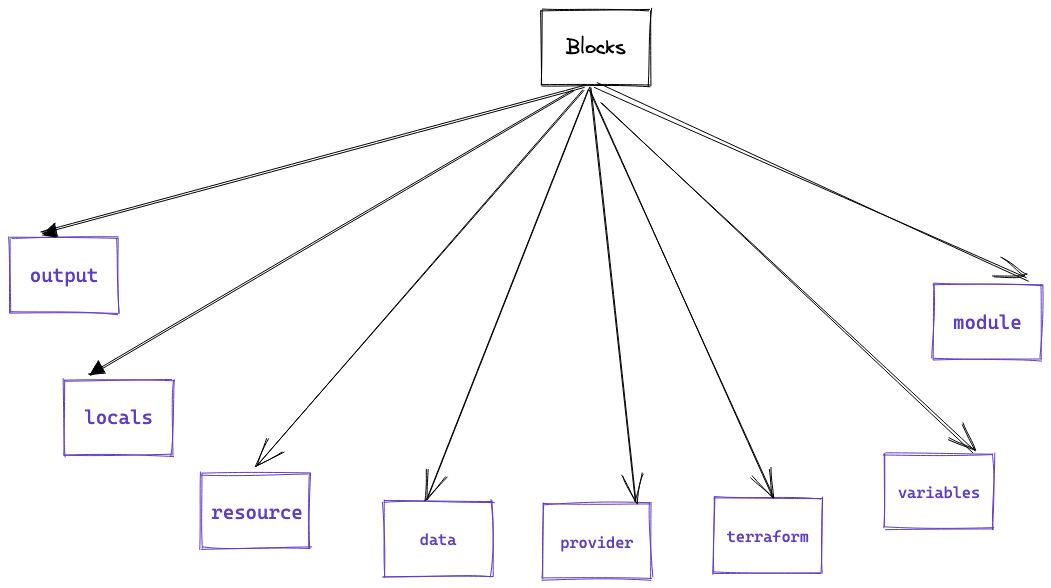 Blocks
output
locals
resource
data
provider
terraform
variables
module